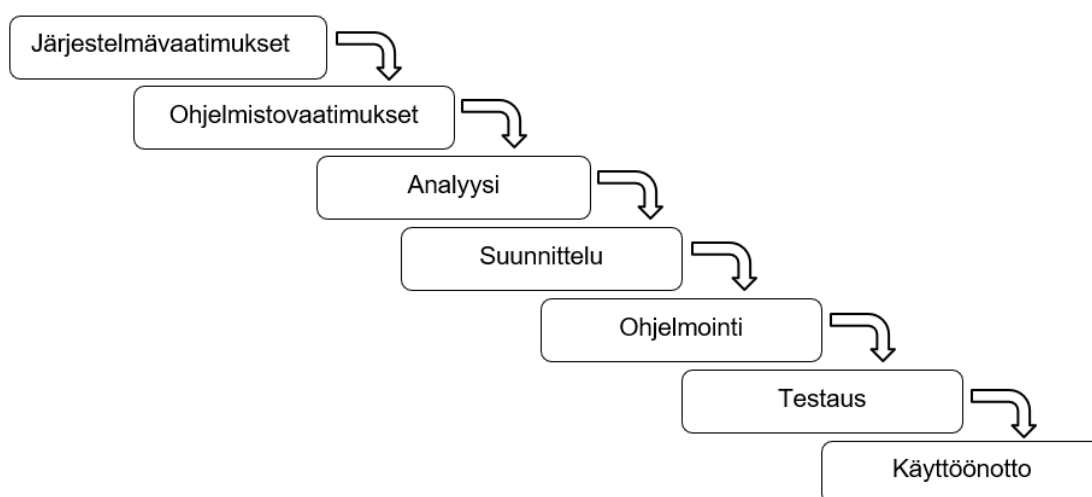 Järjestelmävaatimukset
Ohjelmistovaatimukset
Analyysi
Suunnittelu
Ohjelmointi
Testaus
Käyttöönotto